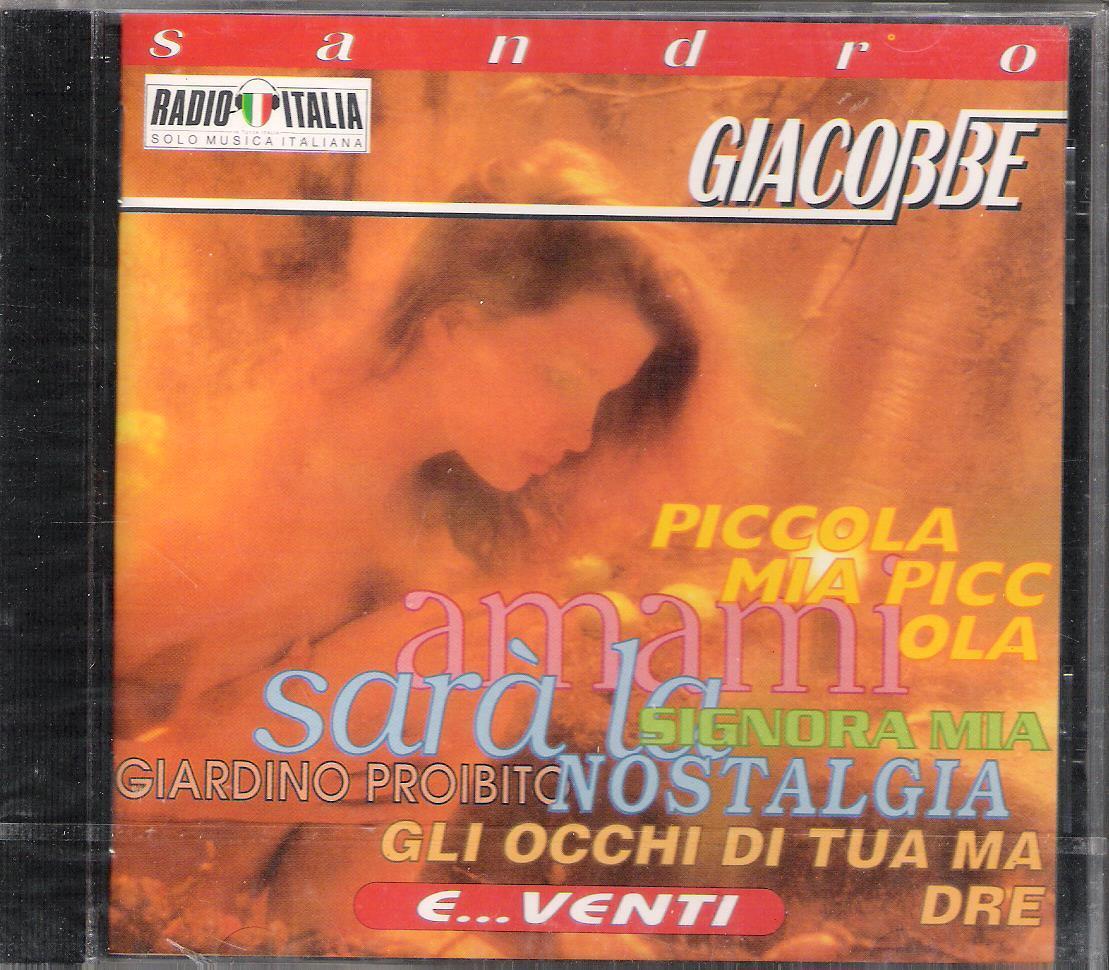 sandro
RADIO ITALIA
SOLO MUSICA ITALIANA
GIACOBBE
PICCOLA
MIA PICC
OLA
amami
sarà la
SIGNORA MIA
GIARDINO PROIBITO
NOSTALGIA
GLI OCCHI DI TUA MA
DRE
E...VENTI